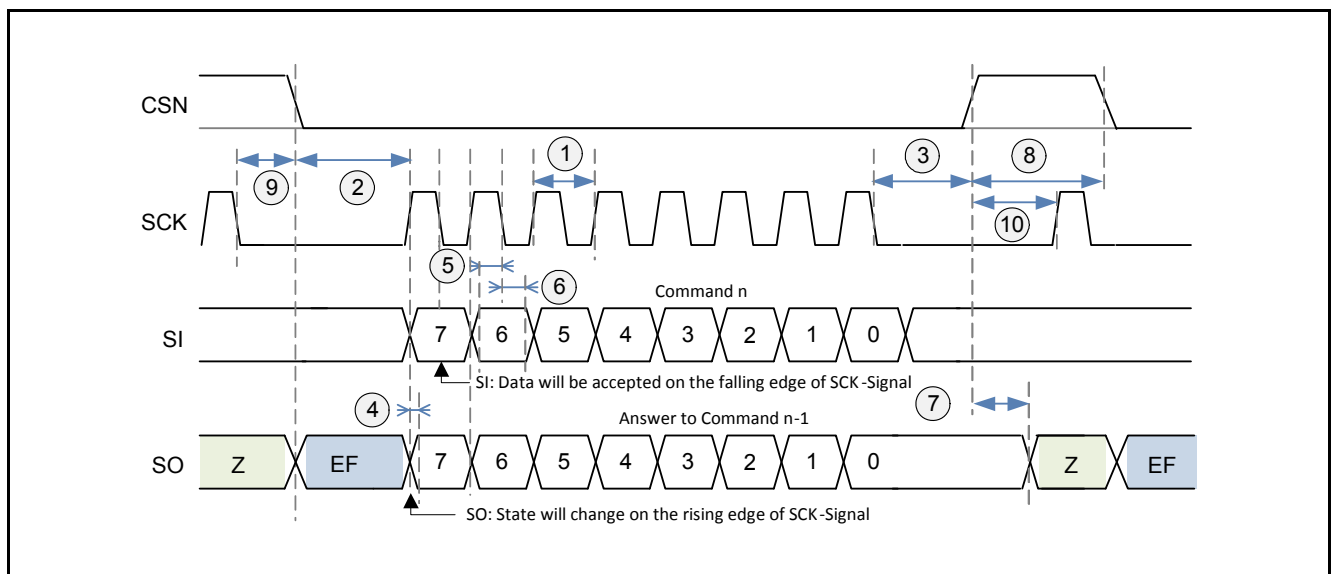 CSN
1
3
8
9
2
SCK
10
5
6
Command n
SI
7 6 5 4 3 2 1 0
SI: Data will be accepted on the falling edge of SCK-Signal
4
Answer to Command n-1
7
SO
Z EF 7 6 5 4 3 2 1 0 Z EF
SO: State will change on the rising edge of SCK-Signal